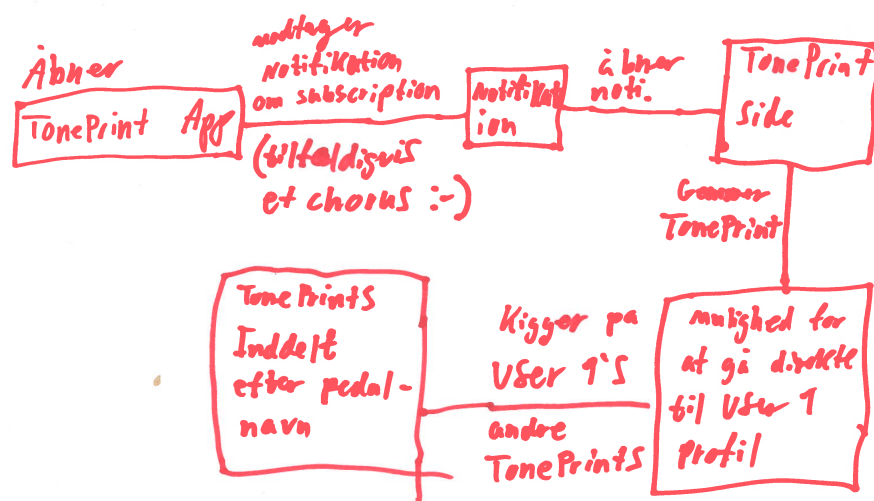 Åbner
TonePrint App
modtager
Notifikation
om subscription
(tilfældigvis
et chorus :-)
Notifikat
ion
åbner
noti.
TonePrint
side
Gemmer
TonePrint
mulighed for
at gå direkte
til User 1
profil
Kigger pa
User 1's
andre
TonePrints
TonePrints
Inddelt
efter pedal-
navn